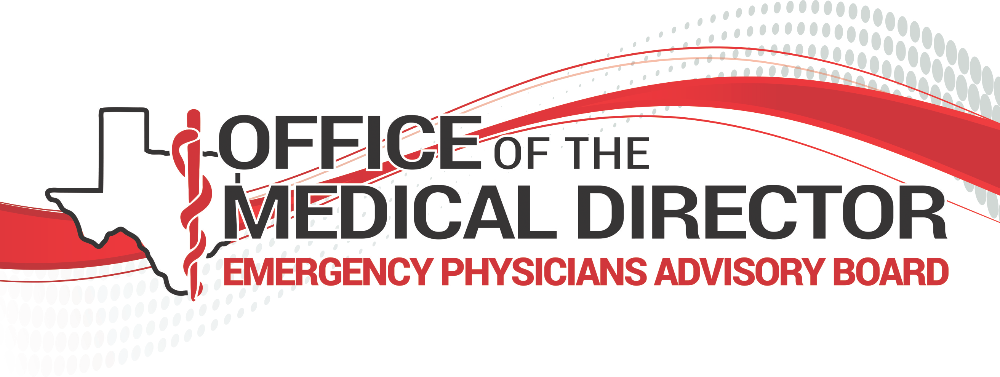 OFFICE OF THE
MEDICAL DIRECTOR
EMERGENCY PHYSICIANS ADVISORY BOARD